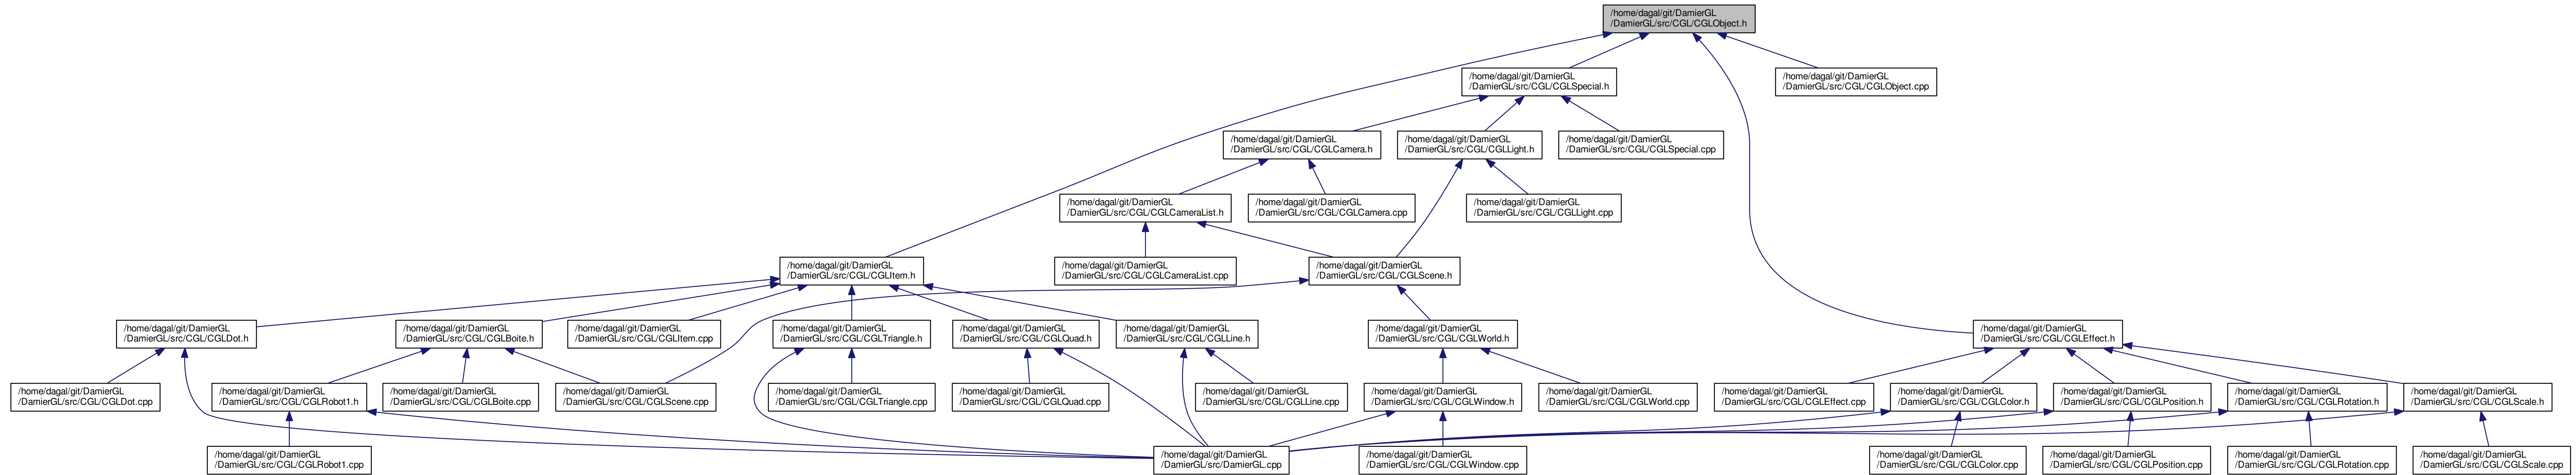 /home/dagal/git/DamierGL
/DamierGL/src/CGL/CGLObject.h
/home/dagal/git/DamierGL
/DamierGL/src/CGL/CGLSpecial.h
/home/dagal/git/DamierGL
/DamierGL/src/CGL/CGLObject.cpp
/home/dagal/git/DamierGL
/DamierGL/src/CGL/CGLCamera.h
/home/dagal/git/DamierGL
/DamierGL/src/CGL/CGLLight.h
/home/dagal/git/DamierGL
/DamierGL/src/CGL/CGLSpecial.cpp
/home/dagal/git/DamierGL
/DamierGL/src/CGL/CGLCameraList.h
/home/dagal/git/DamierGL
/DamierGL/src/CGL/CGLCamera.cpp
/home/dagal/git/DamierGL
/DamierGL/src/CGL/CGLLight.cpp
/home/dagal/git/DamierGL
/DamierGL/src/CGL/CGLItem.h
/home/dagal/git/DamierGL
/DamierGL/src/CGL/CGLCameraList.cpp
/home/dagal/git/DamierGL
/DamierGL/src/CGL/CGLScene.h
/home/dagal/git/DamierGL
/DamierGL/src/CGL/CGLDot.h
/home/dagal/git/DamierGL
/DamierGL/src/CGL/CGLBoite.h
/home/dagal/git/DamierGL
/DamierGL/src/CGL/CGLItem.cpp
/home/dagal/git/DamierGL
/DamierGL/src/CGL/CGLTriangle.h
/home/dagal/git/DamierGL
/DamierGL/src/CGL/CGLQuad.h
/home/dagal/git/DamierGL
/DamierGL/src/CGL/CGLLine.h
/home/dagal/git/DamierGL
/DamierGL/src/CGL/CGLWorld.h
/home/dagal/git/DamierGL
/DamierGL/src/CGL/CGLEffect.h
/home/dagal/git/DamierGL
/DamierGL/src/CGL/CGLDot.cpp
/home/dagal/git/DamierGL
/DamierGL/src/CGL/CGLRobot1.h
/home/dagal/git/DamierGL
/DamierGL/src/CGL/CGLBoite.cpp
/home/dagal/git/DamierGL
/DamierGL/src/CGL/CGLScene.cpp
/home/dagal/git/DamierGL
/DamierGL/src/CGL/CGLTriangle.cpp
/home/dagal/git/DamierGL
/DamierGL/src/CGL/CGLQuad.cpp
/home/dagal/git/DamierGL
/DamierGL/src/CGL/CGLLine.cpp
/home/dagal/git/DamierGL
/DamierGL/src/CGL/CGLWindow.h
/home/dagal/git/DamierGL
/DamierGL/src/CGL/CGLWorld.cpp
/home/dagal/git/DamierGL
/DamierGL/src/CGL/CGLEffect.cpp
/home/dagal/git/DamierGL
/DamierGL/src/CGL/CGLColor.h
/home/dagal/git/DamierGL
/DamierGL/src/CGL/CGLPosition.h
/home/dagal/git/DamierGL
/DamierGL/src/CGL/CGLRotation.h
/home/dagal/git/DamierGL
/DamierGL/src/CGL/CGLScale.h
/home/dagal/git/DamierGL
/DamierGL/src/CGL/CGLRobot1.cpp
/home/dagal/git/DamierGL
/DamierGL/src/DamierGL.cpp
/home/dagal/git/DamierGL
/DamierGL/src/CGL/CGLWindow.cpp
/home/dagal/git/DamierGL
/DamierGL/src/CGL/CGLColor.cpp
/home/dagal/git/DamierGL
/DamierGL/src/CGL/CGLPosition.cpp
/home/dagal/git/DamierGL
/DamierGL/src/CGL/CGLRotation.cpp
/home/dagal/git/DamierGL
/DamierGL/src/CGL/CGLScale.cpp